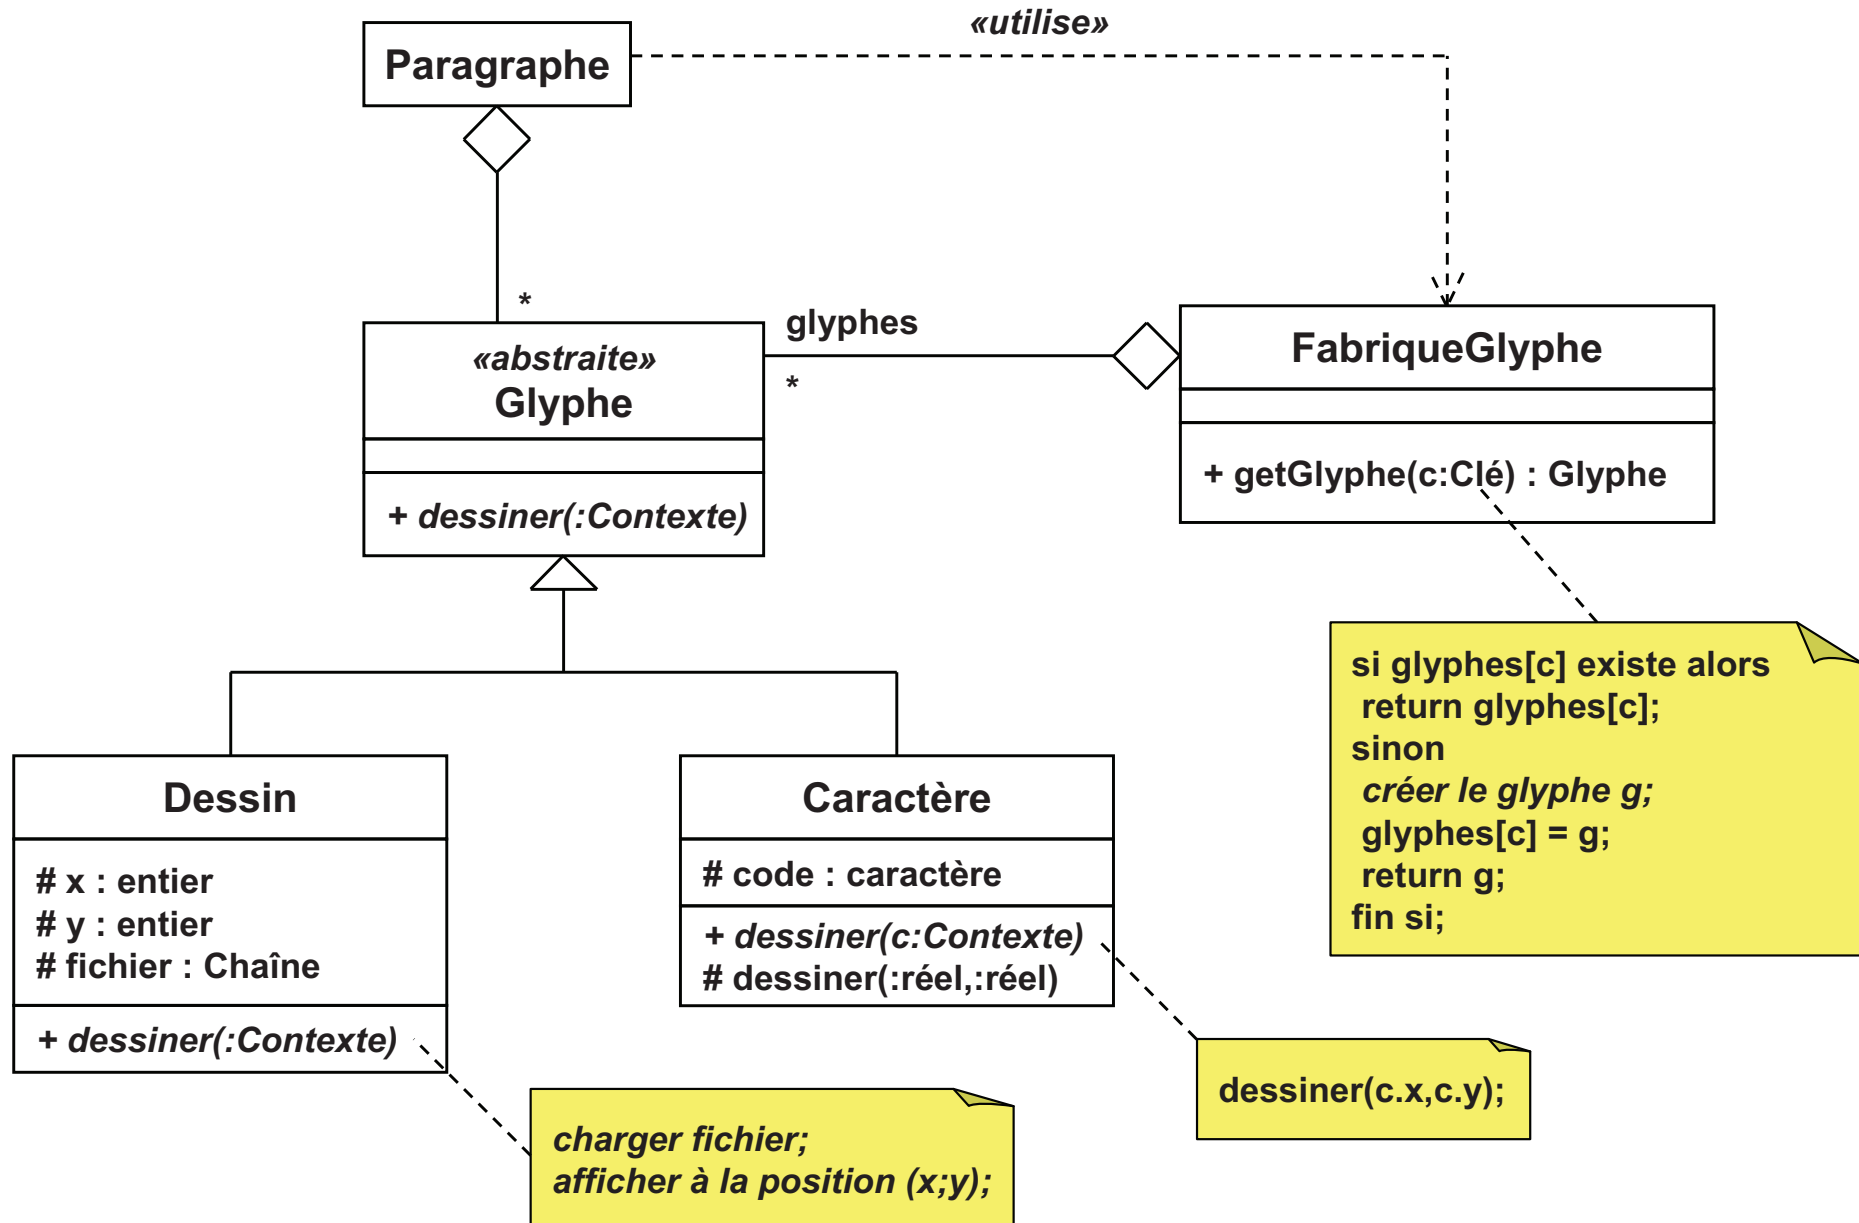 «utilise»
Paragraphe
*
glyphes
*
«abstraite»
Glyphe
+ dessiner(:Contexte)
FabriqueGlyphe
+ getGlyphe(c:Clé) : Glyphe
si glyphes[c] existe alors
return glyphes[c];
sinon
créer le glyphe g;
glyphes[c] = g;
return g;
fin si;
Dessin
# x : entier
# y : entier
# fichier : Chaîne
+ dessiner(:Contexte)
Caractère
# code : caractère
+ dessiner(c:Contexte)
# dessiner(:réel,:réel)
dessiner(c.x,c.y);
charger fichier;
afficher à la position (x;y);